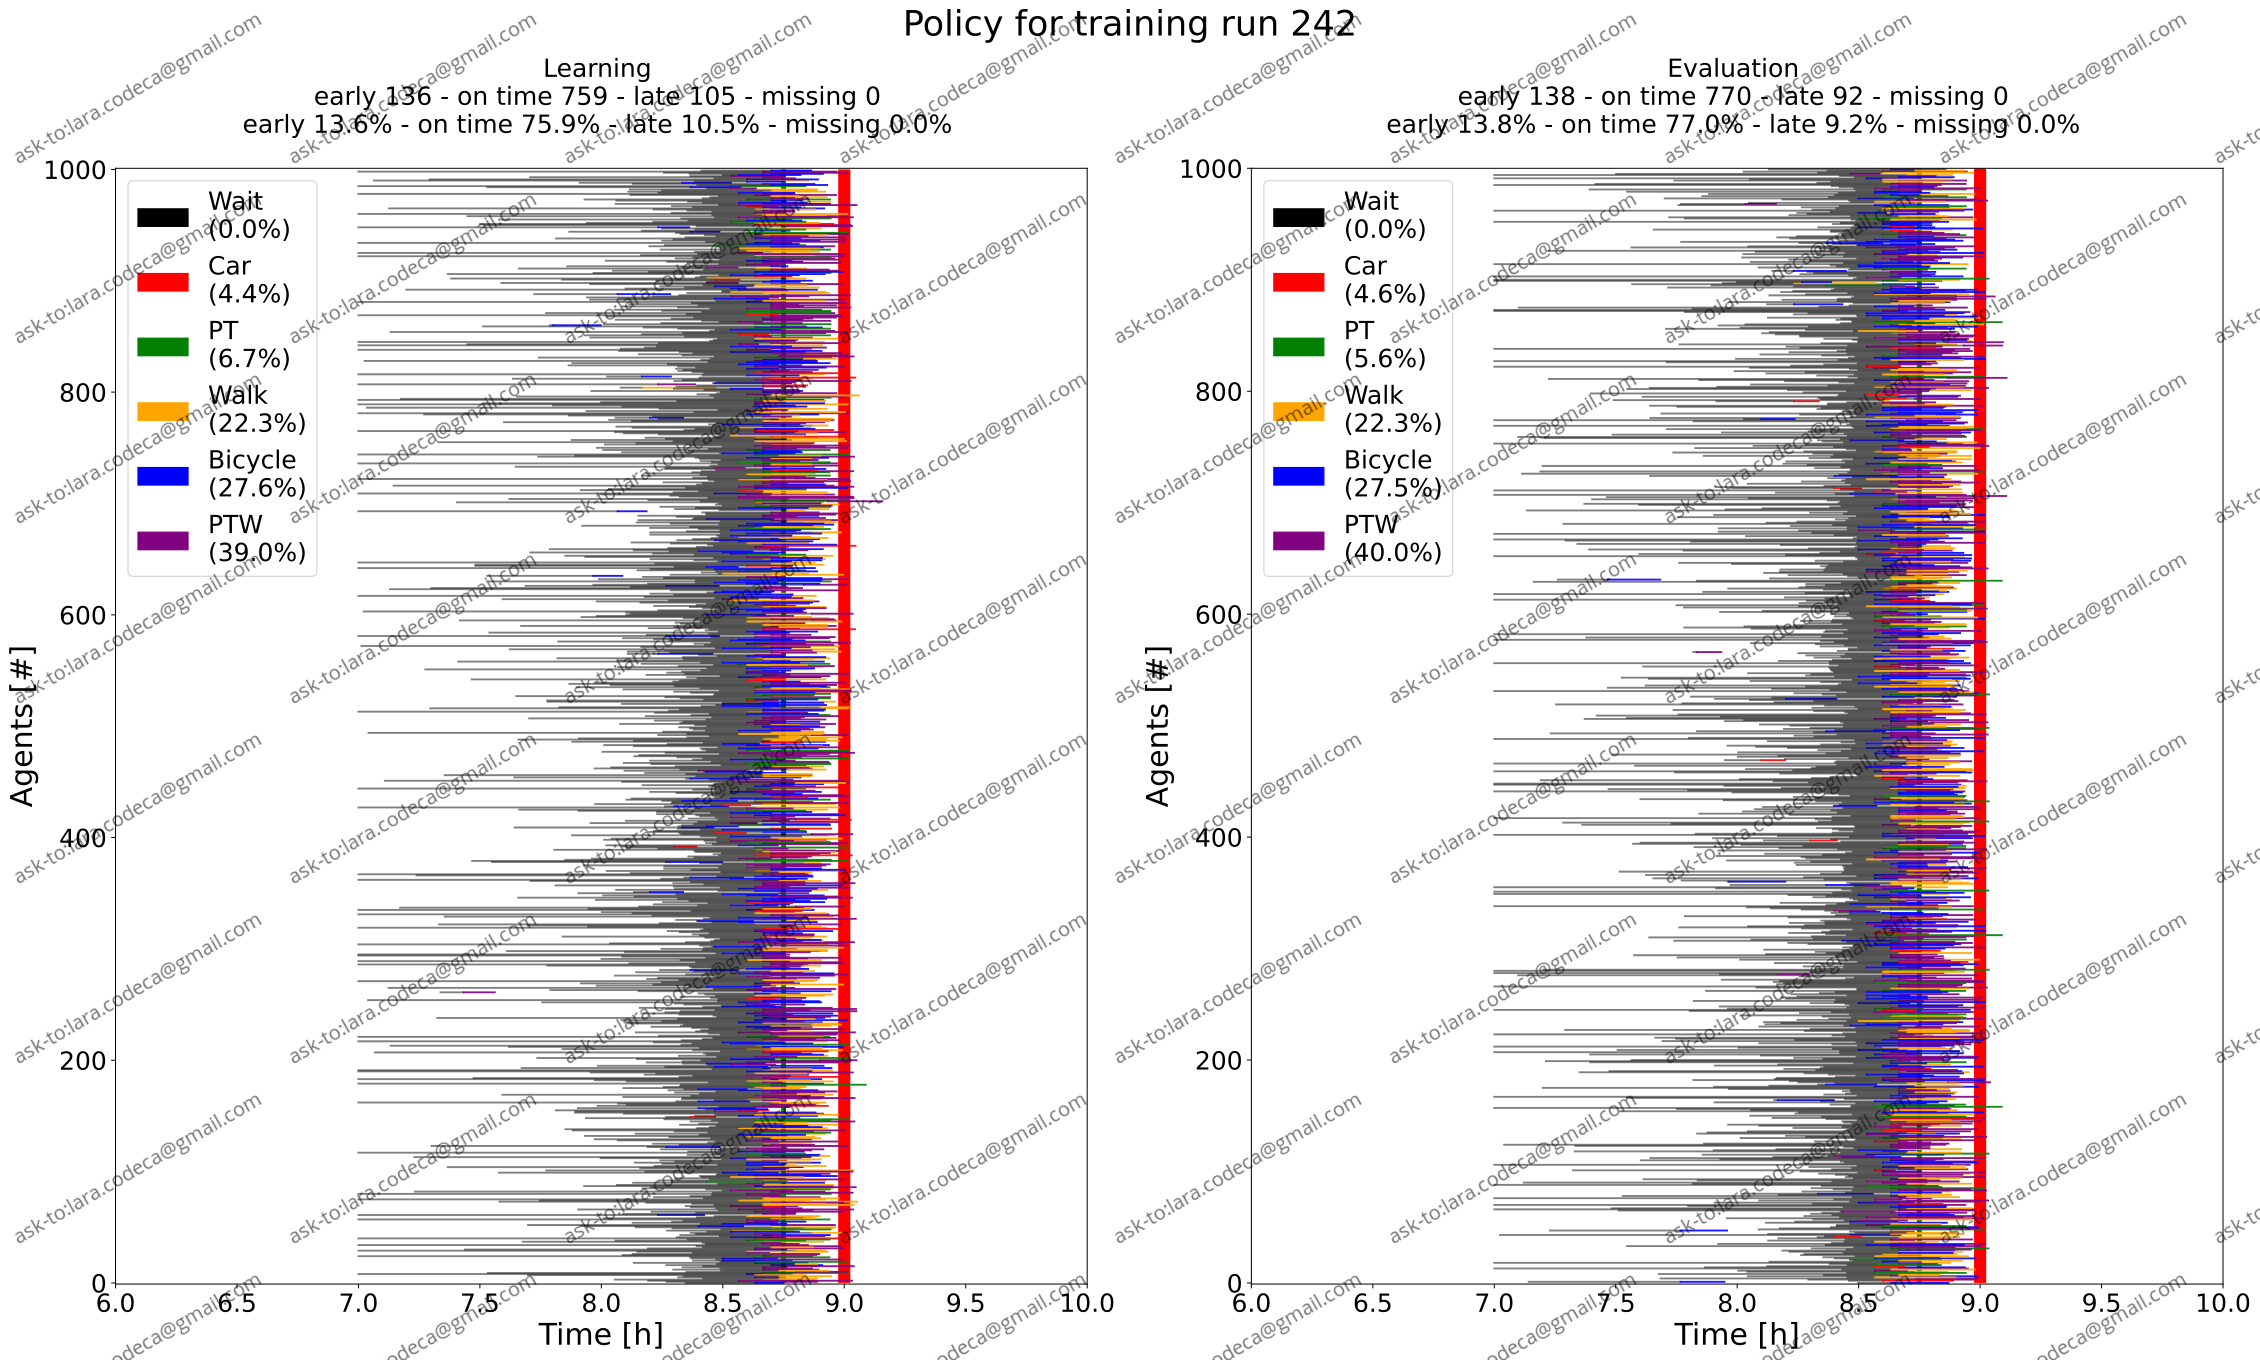 Policy for training run 242
Learning
early 136 - on time 759 - late 105 - missing 0
early 13.6% - on time 75.9% - late 10.5% - missing 0.0%
Evaluation
early 138 - on time 770 - late 92 - missing 0
early 13.8% - on time 77.0% - late 9.2% - missing 0.0%
Agents [#]
1000
800
600
400
200
0
Wait
(0.0%)
Car
(4.4%)
PT
(6.7%)
Walk
(22.3%)
Bicycle
(27.6%)
PTW
(39.0%)
6.0 6.5 7.0 7.5 8.0 8.5 9.0 9.5 10.0
Time [h]
Agents [#]
1000
800
600
400
200
0
Wait
(0.0%)
Car
(4.6%)
PT
(5.6%)
Walk
(22.3%)
Bicycle
(27.5%)
PTW
(40.0%)
6.0 6.5 7.0 7.5 8.0 8.5 9.0 9.5 10.0
Time [h]
ask-to:lara.codeca@gmail.com